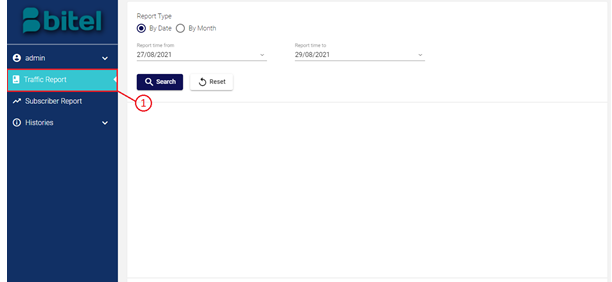 bitel
admin
Traffic Report
Subscriber Report
Histories
1
Report Type
By Date By Month
Report time from Report time to
27/08/2021 29/08/2021
Search Reset